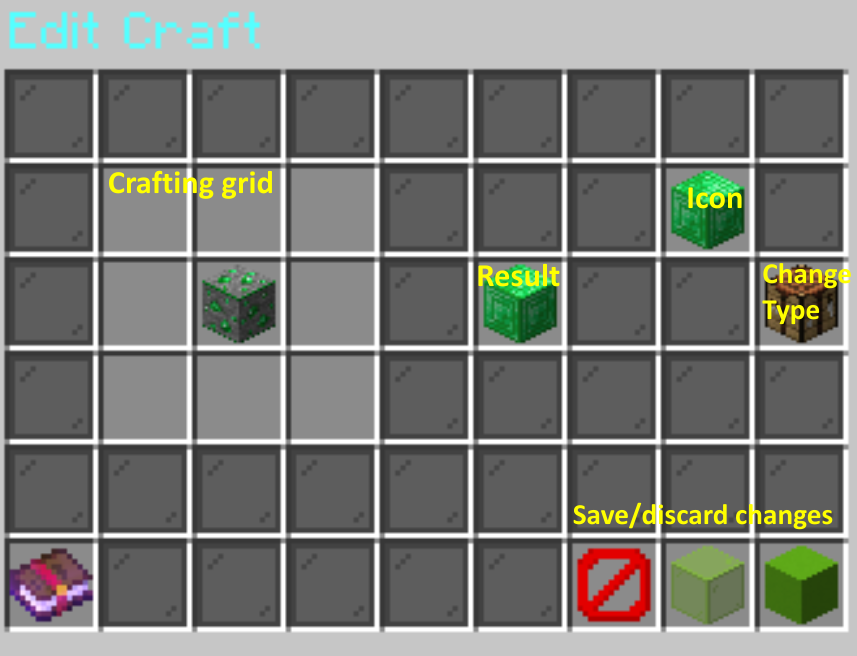 Edit Craft
Crafting grid
Icon
Result
Change
Type
Save/discard changes